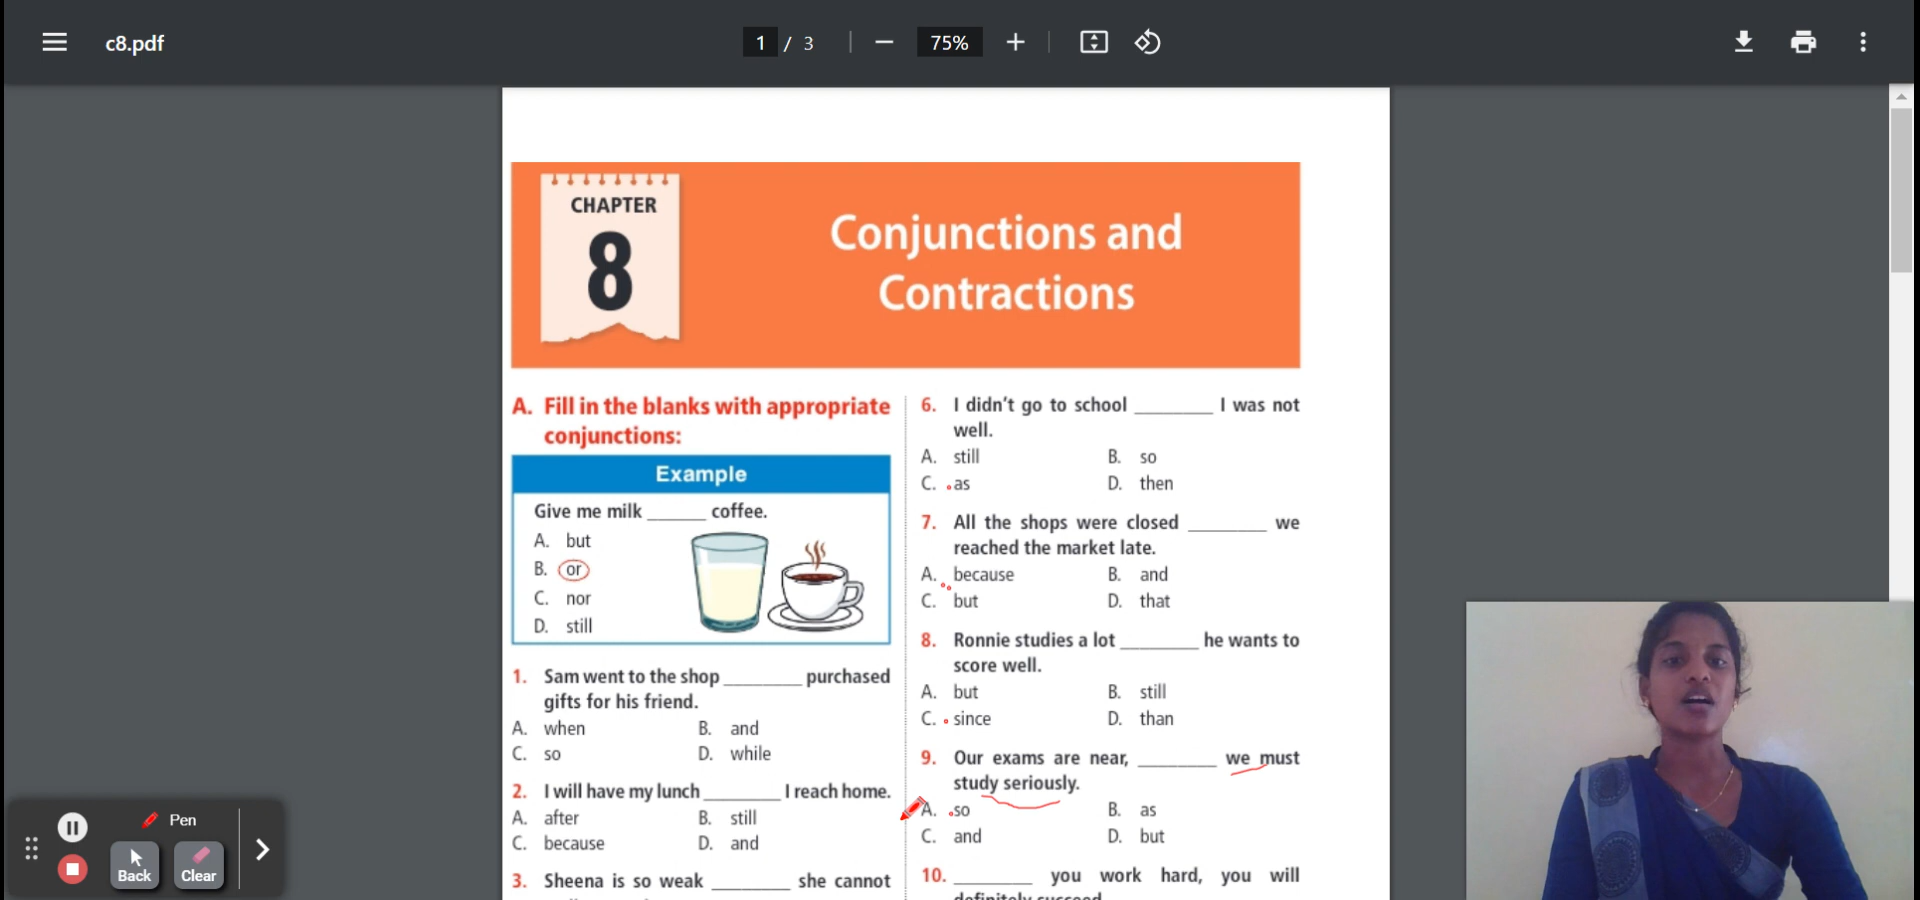 c8.pdf
1 / 3
75%
CHAPTER
8
Conjunctions and
Contractions
A. Fill in the blanks with appropriate
conjunctions:
Example
Give me milk ______ coffee.
A. but
B. or
C. nor
D. still
1. Sam went to the shop ________ purchased
gifts for his friend.
A. when B. and
C. so D. while
2. I will have my lunch ________ I reach home.
A. after B. still
C. because D. and
3. Sheena is so weak ________ she cannot
6. I didn't go to school ________ I was not
well.
A. still B. so
C. as D. then
7. All the shops were closed ________ we
reached the market late.
A. because B. and
C. but D. that
8. Ronnie studies a lot ________ he wants to
score well.
A. but B. still
C. since D. than
9. Our exams are near, ________ we must
study seriously.
A. so B. as
C. and D. but
10. ________ you work hard, you will
definitely succeed.
Pen
Back
Clear